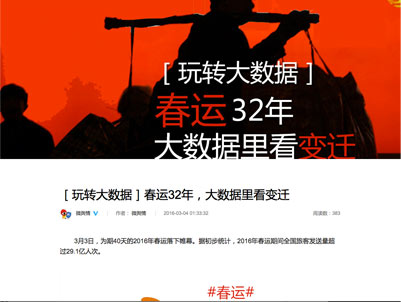 [ 玩转大数据 ]
春运 32年
大数据里看变迁
[ 玩转大数据 ] 春运32年，大数据里看变迁
微舆情 | 作者：微舆情 | 2016-03-04 01:33:32 阅读数：383
3月3日，为期40天的2016年春运落下帷幕。据初步统计，2016年春运期间全国旅客发送量超
过29.1亿人次。
#春运#